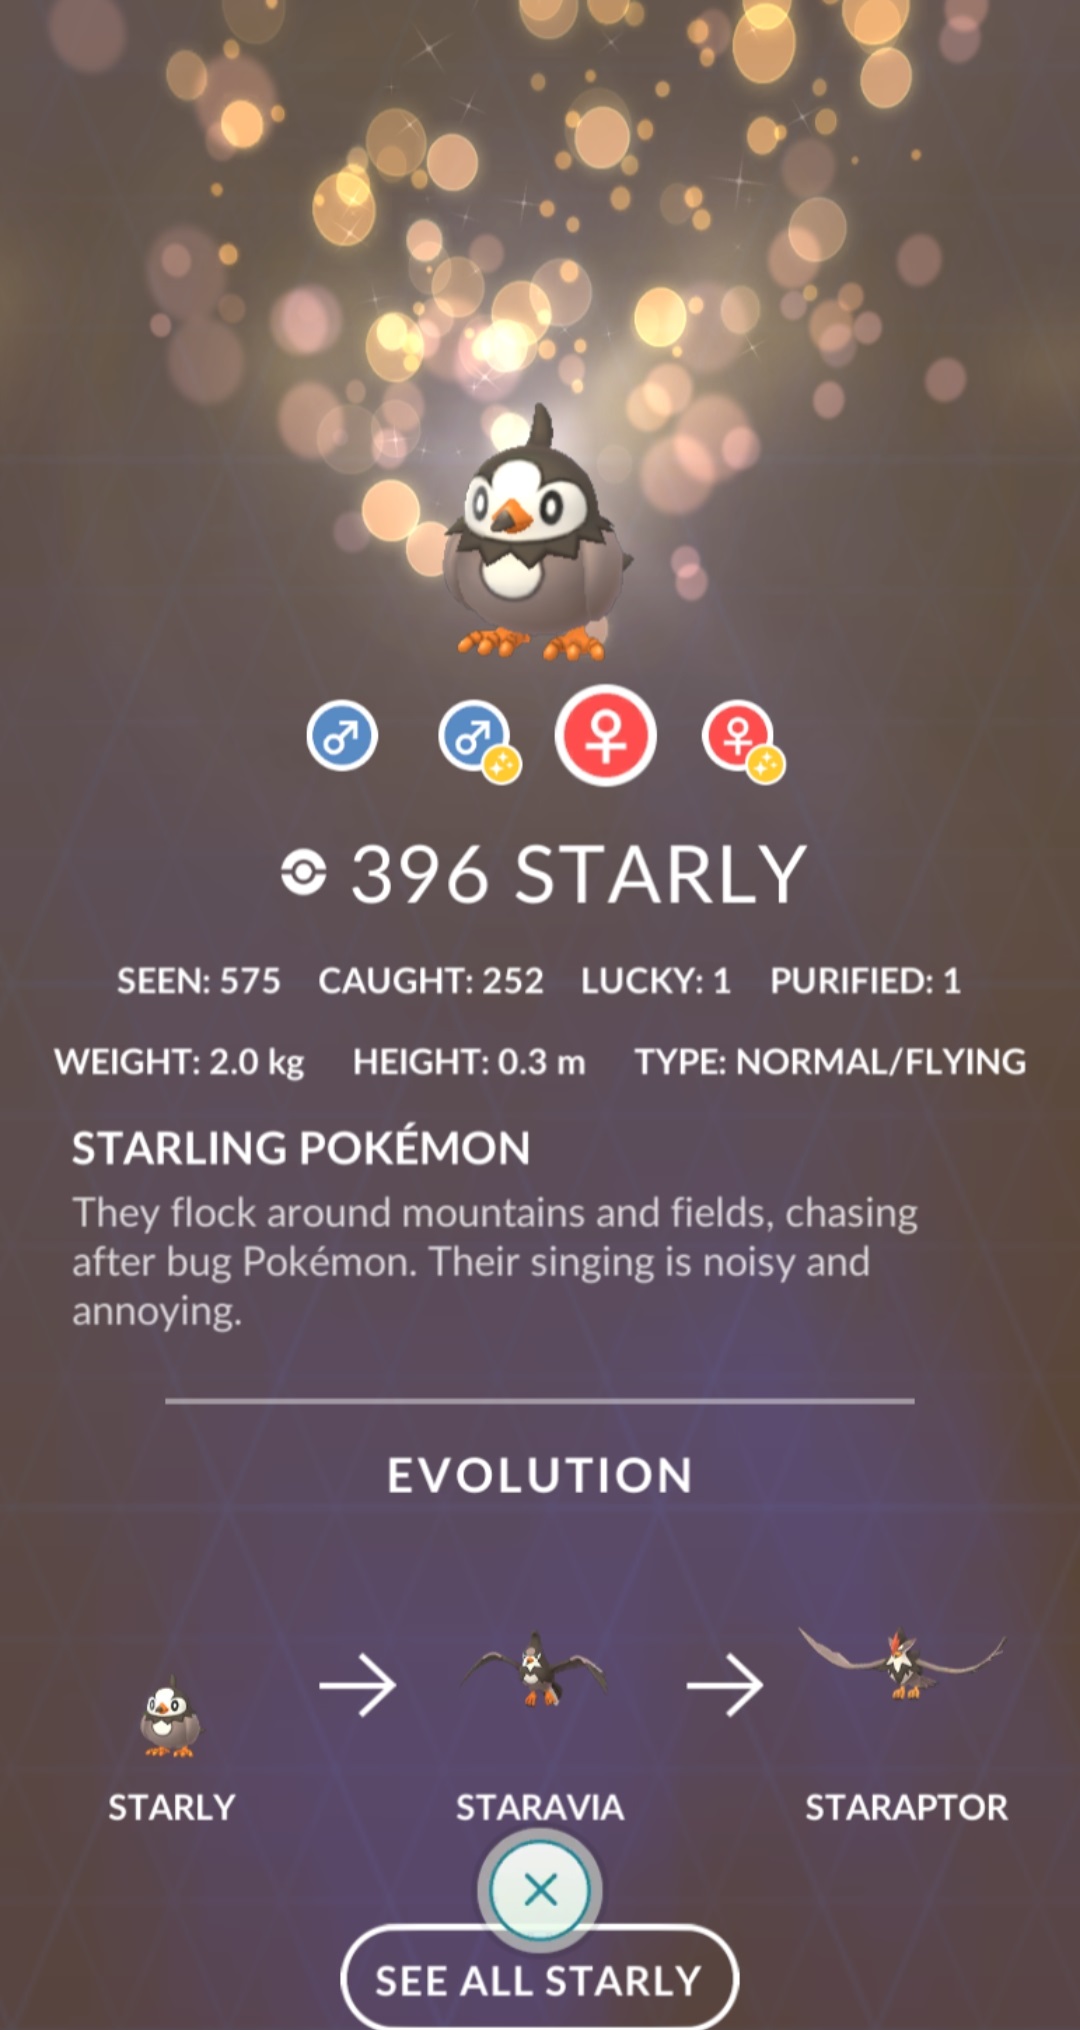 396 STARLY
SEEN: 575 CAUGHT: 252 LUCKY: 1 PURIFIED: 1
WEIGHT: 2.0 kg HEIGHT: 0.3 m TYPE: NORMAL/FLYING
STARLING POKÉMON
They flock around mountains and fields, chasing
after bug Pokémon. Their singing is noisy and
annoying.
EVOLUTION
STARLY STARAVIA STARAPTOR
SEE ALL STARLY